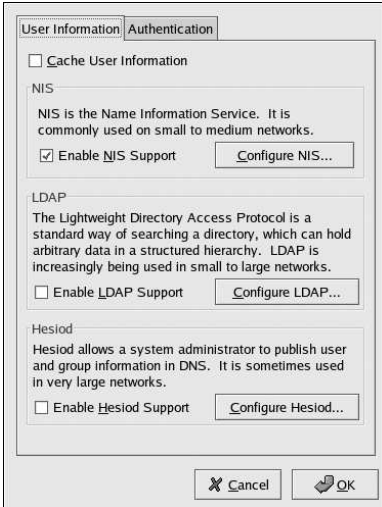 User Information Authentication
Cache User Information
NIS
NIS is the Name Information Service. It is
commonly used on small to medium networks.
Enable NIS Support Configure NIS...
LDAP
The Lightweight Directory Access Protocol is a
standard way of searching a directory, which can hold
arbitrary data in a structured hierarchy. LDAP is
increasingly being used in small to large networks.
Enable LDAP Support Configure LDAP...
Hesiod
Hesiod allows a system administrator to publish user
and group information in DNS. It is sometimes used
in very large networks.
Enable Hesiod Support Configure Hesiod...
Cancel OK